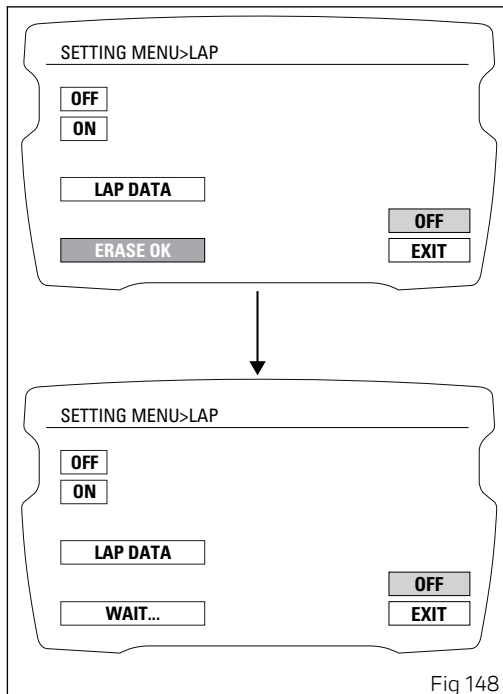 SETTING MENU>LAP
OFF
ON
LAP DATA
OFF
ERASE OK
EXIT
SETTING MENU>LAP
OFF
ON
LAP DATA
OFF
WAIT...
EXIT
Fig 148